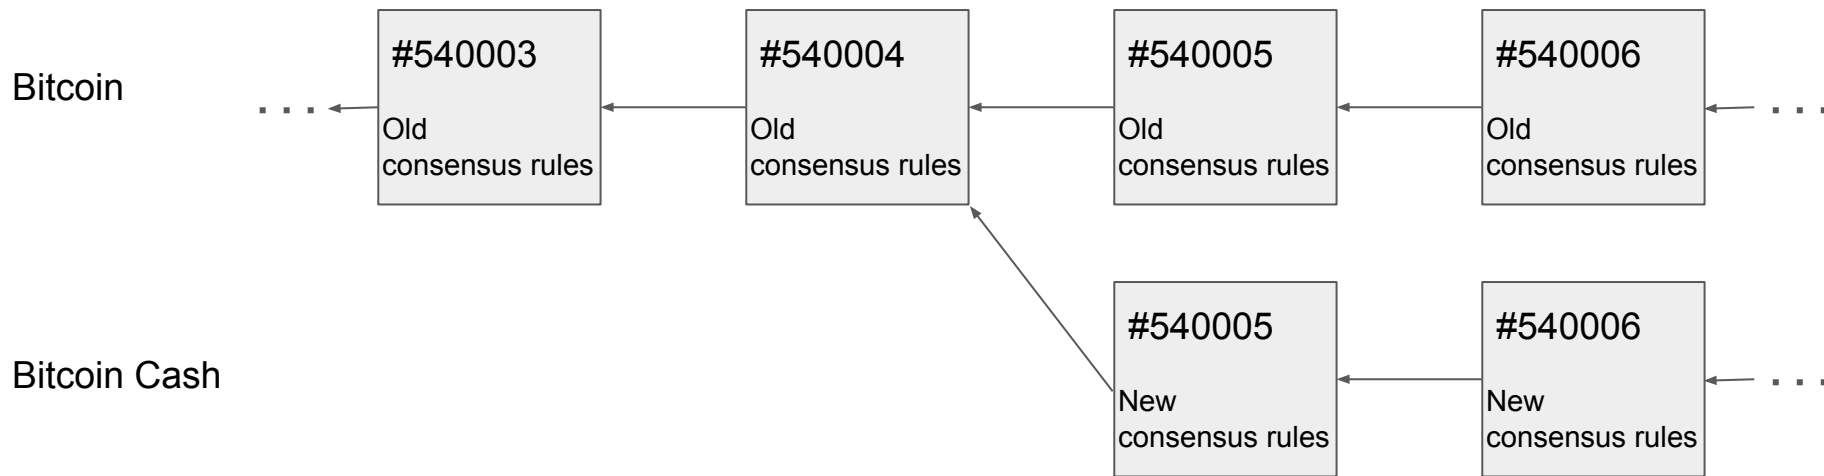 Bitcoin
. . .
#540003
Old
consensus rules
#540004
Old
consensus rules
#540005
Old
consensus rules
#540006
Old
consensus rules
. . .
Bitcoin Cash
#540005
New
consensus rules
#540006
New
consensus rules
. . .